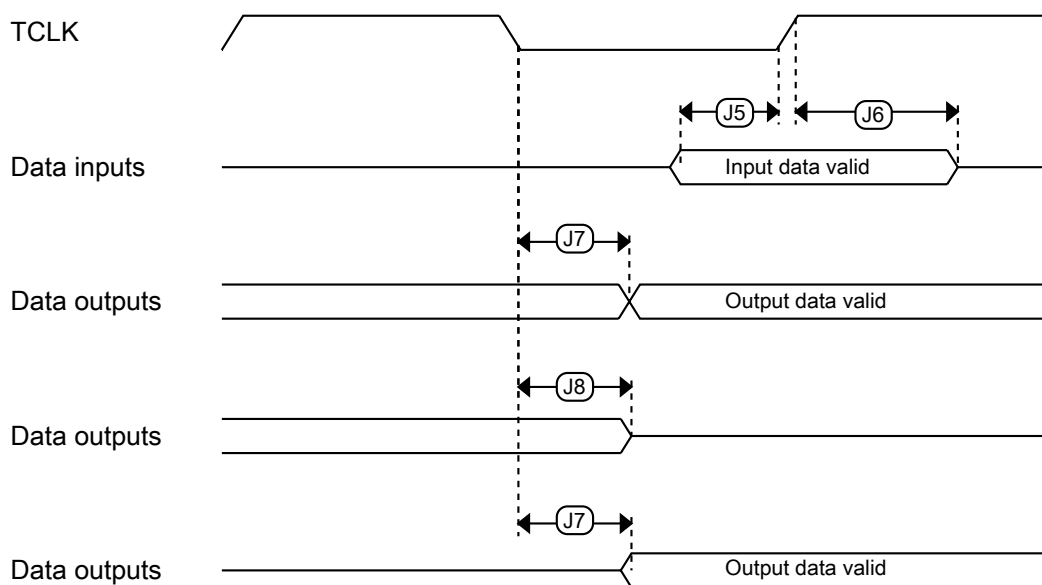 TCLK
J5
J6
Data inputs
Input data valid
J7
Data outputs
Output data valid
J8
Data outputs
J7
Data outputs
Output data valid